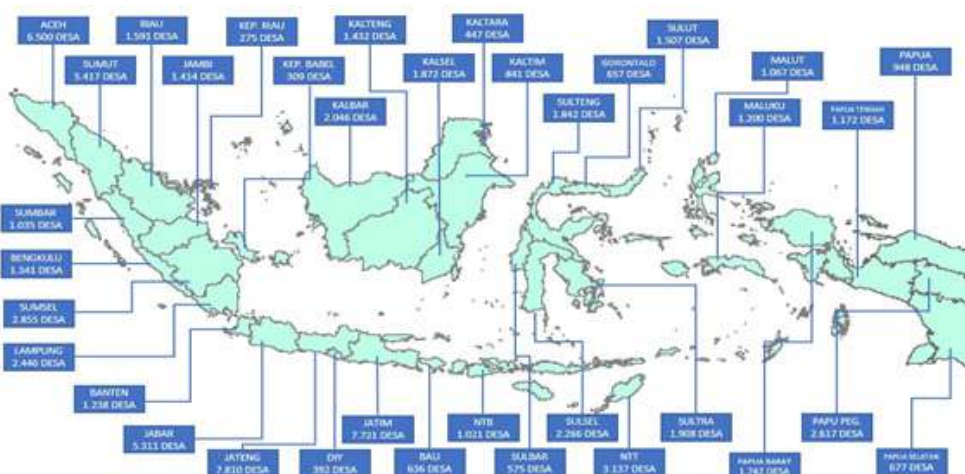 ACEH
6.500 DESA
RIAU
1.591 DESA
KEP. RIAU
275 DESA
KALTENG
1.432 DESA
KALTARA
447 DESA
SULUT
1.507 DESA
SUMUT
5.417 DESA
JAMBI
1.414 DESA
KEP. BABEL
309 DESA
KALSEL
1.872 DESA
KALTIM
841 DESA
GORONTALO
657 DESA
MALUT
1.067 DESA
PAPUA
948 DESA
KALBAR
2.046 DESA
SULTENG
1.842 DESA
MALUKU
1.200 DESA
PAPUA TENGAH
1.172 DESA
SUMBAR
1.035 DESA
BENGKULU
1.341 DESA
SUMSEL
2.855 DESA
LAMPUNG
2.446 DESA
BANTEN
1.238 DESA
JABAR
5.311 DESA
JATENG
7.810 DESA
DIY
392 DESA
JATIM
7.721 DESA
BALI
636 DESA
NTB
1.021 DESA
SULBAR
575 DESA
SULSEL
2.266 DESA
NTT
3.137 DESA
SULTRA
1.908 DESA
PAPUA BARAT
1.742 DESA
PAPU PEG.
2.617 DESA
PAPUA SELATAN
677 DESA